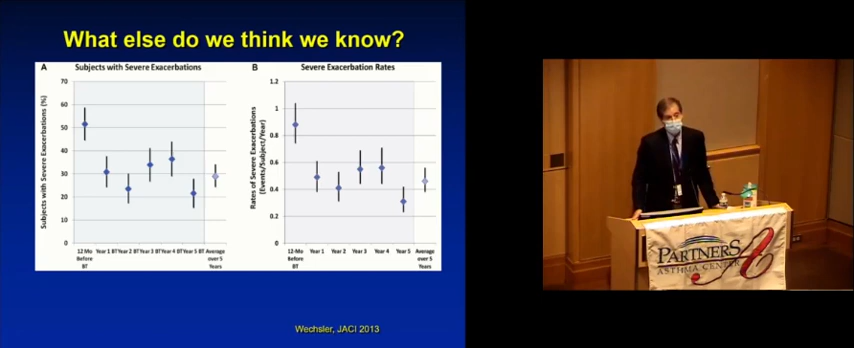 What else do we think we know?
A
Subjects with Severe Exacerbations
Subjects with Severe Exacerbations (%)
70
60
50
40
30
20
10
0
12-Mo Before BT
Year 1 BT
Year 2 BT
Year 3 BT
Year 4 BT
Year 5 BT
Average over 5 Years
B
Severe Exacerbation Rates
Rates of Severe Exacerbations
(Events/Subject/Year)
1.2
1
0.8
0.6
0.4
0.2
0
12-Mo Before BT
Year 1
Year 2
Year 3
Year 4
Year 5
Average over 5 Years
Wechsler, JACI 2013
PARTNERS
ASTHMA CENTER